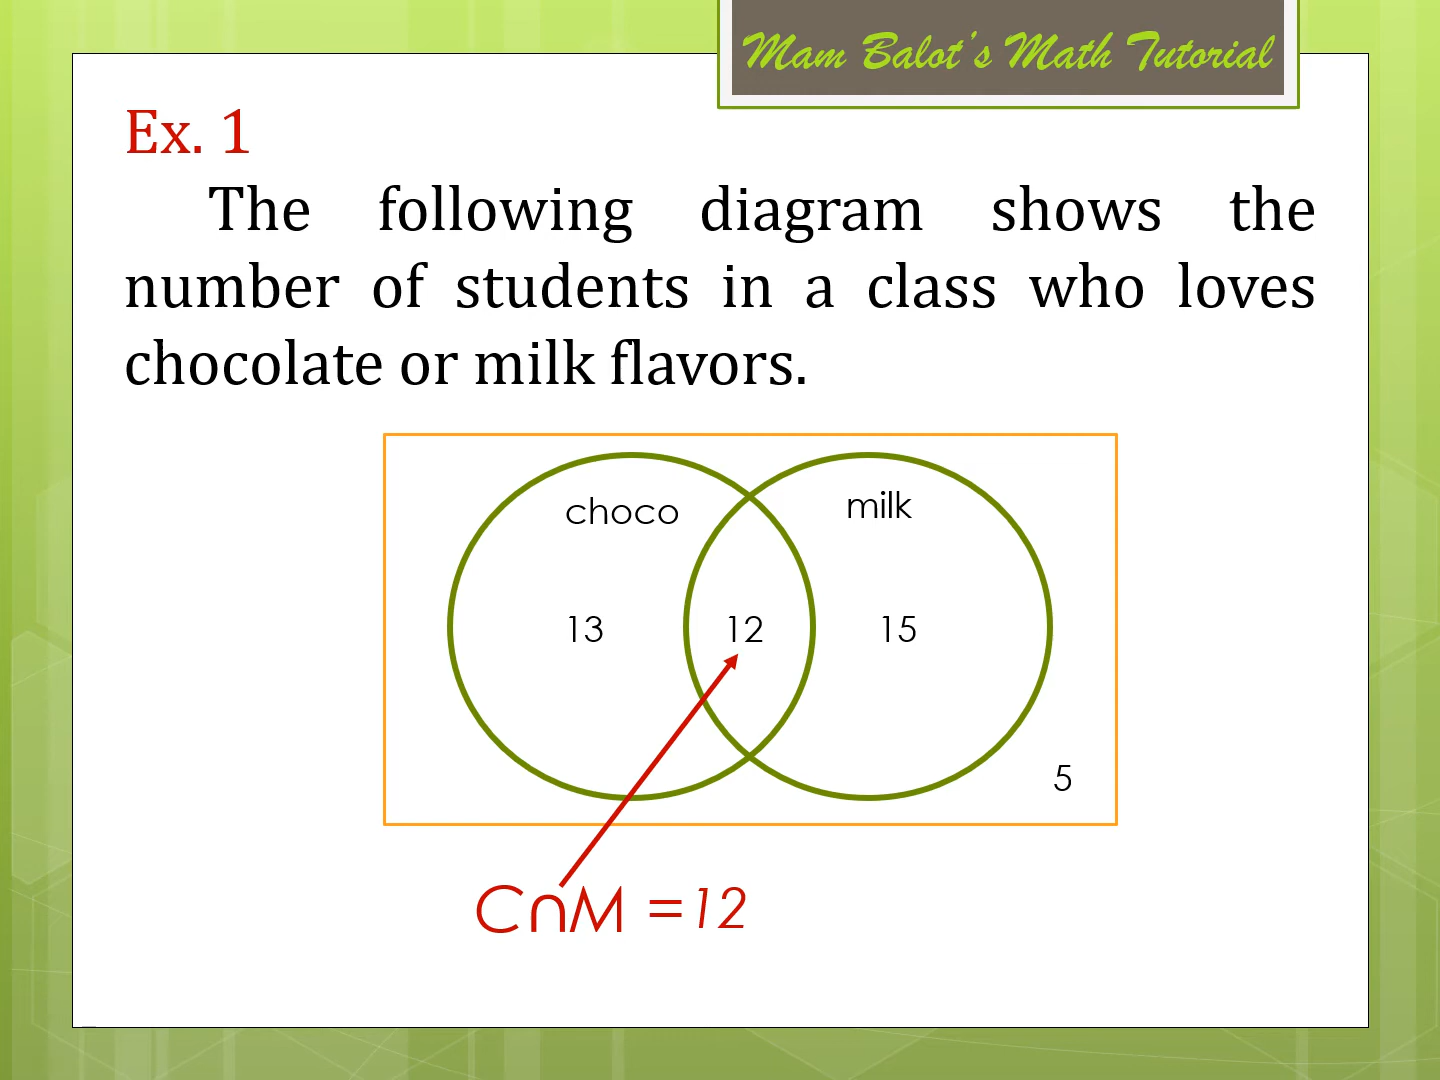 Mam Balot's Math Tutorial
Ex. 1
The following diagram shows the
number of students in a class who loves
chocolate or milk flavors.
choco milk
13 12 15
5
C∩M =12